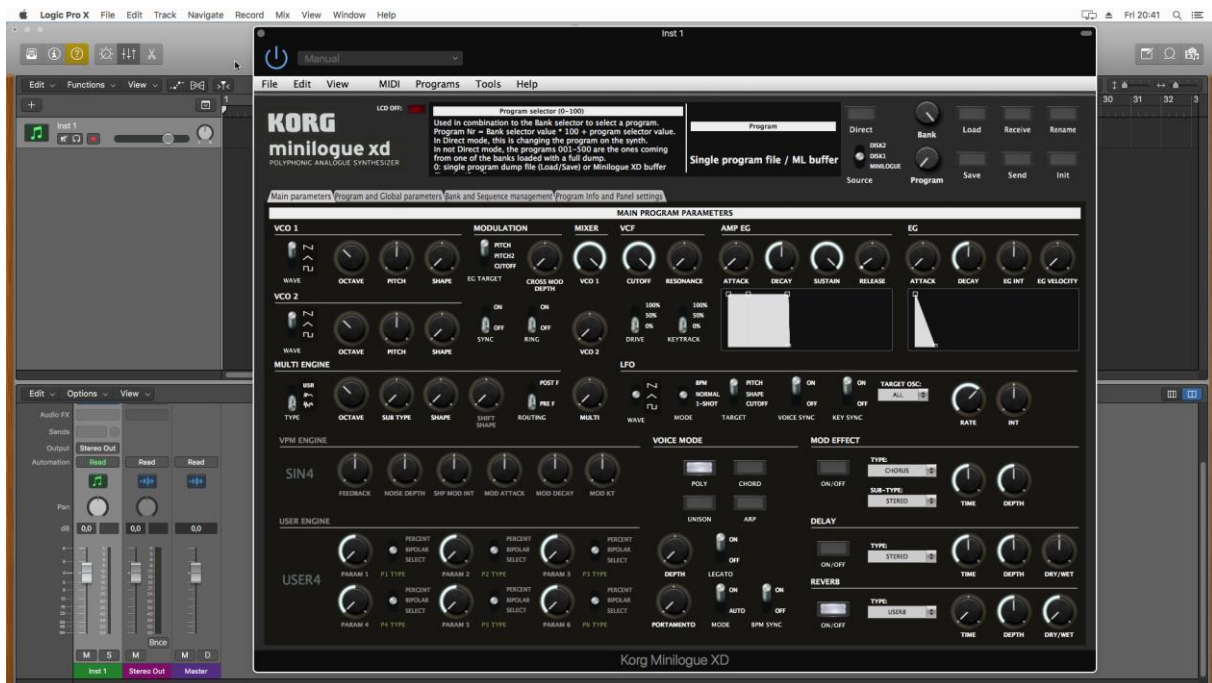 Logic Pro X File Edit Track Navigate Record Mix View Window Help
Fri 20:41
Inst 1
Manual
File Edit View MIDI Programs Tools Help
Edit Functions View
1
30 31 32 3
Inst 1
KORG
minilogue xd
POLYPHONIC ANALOGUE SYNTHESIZER
LCD OFF:
Program selector (0-100)
Used in combination to the Bank selector to select a program.
Program Nr = Bank selector value * 100 + program selector value.
In Direct mode, this is changing the program on the synth.
In not Direct mode, the programs 001-500 are the ones coming
from one of the banks loaded with a full dump.
0: single program dump file (Load/Save) or Minilogue XD buffer
Program
Single program file / ML buffer
Direct Bank Load Receive Rename
DISK2
DISK1
MINILOGUE
Source Program Save Send Init
Main parameters Program and Global parameters Bank and Sequence management Program Info and Panel settings
MAIN PROGRAM PARAMETERS
VCO 1 MODULATION MIXER VCF AMP EG EG
PITCH
PITCH2
CUTOFF
WAVE OCTAVE PITCH SHAPE EG TARGET CROSS MOD DEPTH VCO 1 CUTOFF RESONANCE ATTACK DECAY SUSTAIN RELEASE ATTACK DECAY EG INT EG VELOCITY
VCO 2
ON ON 100% 100%
50% 50%
OFF OFF 0% 0%
SYNC RING DRIVE KEYTRACK
WAVE OCTAVE PITCH SHAPE VCO 2
MULTI ENGINE LFO
USR POST F BPM PITCH ON ON TARGET OSC:
NORMAL SHAPE ALL
PRE F 1-SHOT CUTOFF OFF OFF
TYPE OCTAVE SUB TYPE SHAPE SHIFT SHAPE ROUTING MULTI WAVE MODE TARGET VOICE SYNC KEY SYNC RATE INT
VPM ENGINE VOICE MODE MOD EFFECT
SIN4
FEEDBACK NOISE DEPTH SHP MOD INT MOD ATTACK MOD DECAY MOD KT
POLY CHORD
UNISON ARP
TYPE:
CHORUS
ON/OFF
SUB-TYPE:
STEREO
TIME DEPTH
USER ENGINE DELAY
USER4
PERCENT PERCENT PERCENT
BIPOLAR BIPOLAR BIPOLAR
SELECT SELECT SELECT
PARAM 1 P1 TYPE PARAM 2 P2 TYPE PARAM 3 P3 TYPE
PERCENT PERCENT PERCENT
BIPOLAR BIPOLAR BIPOLAR
SELECT SELECT SELECT
PARAM 4 P4 TYPE PARAM 5 P5 TYPE PARAM 6 P6 TYPE
ON
OFF
DEPTH LEGATO
ON ON
AUTO OFF
PORTAMENTO MODE BPM SYNC
TYPE:
STEREO
ON/OFF TIME DEPTH DRY/WET
REVERB
TYPE:
USER8
ON/OFF TIME DEPTH DRY/WET
Korg Minilogue XD
Edit Options View
Audio FX
Sends
Output Stereo Out
Automation Read Read Read
Pan
dB 0,0 0,0 0,0
Bnce
M S M M D
Inst 1 Stereo Out Master